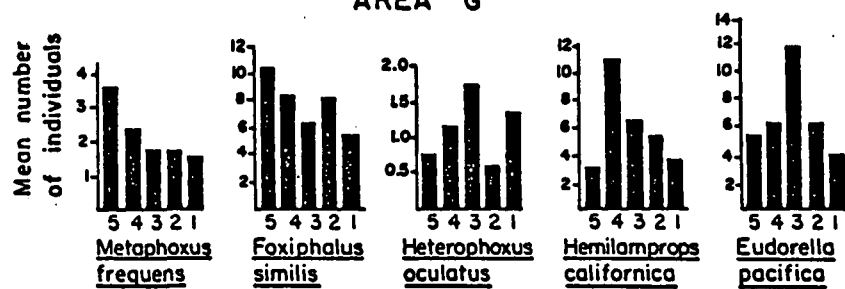 AREA G
Mean number
of individuals
4
3
2
1
12
10
8
6
4
2
2.0
1.5
1.0
0.5
12
10
8
6
4
2
14
12
10
8
6
4
2
5 4 3 2 1
5 4 3 2 1
5 4 3 2 1
5 4 3 2 1
5 4 3 2 1
Metaphoxus
frequens
Foxiphalus
similis
Heterophoxus
oculatus
Hemilamprops
californica
Eudorella
pacifica